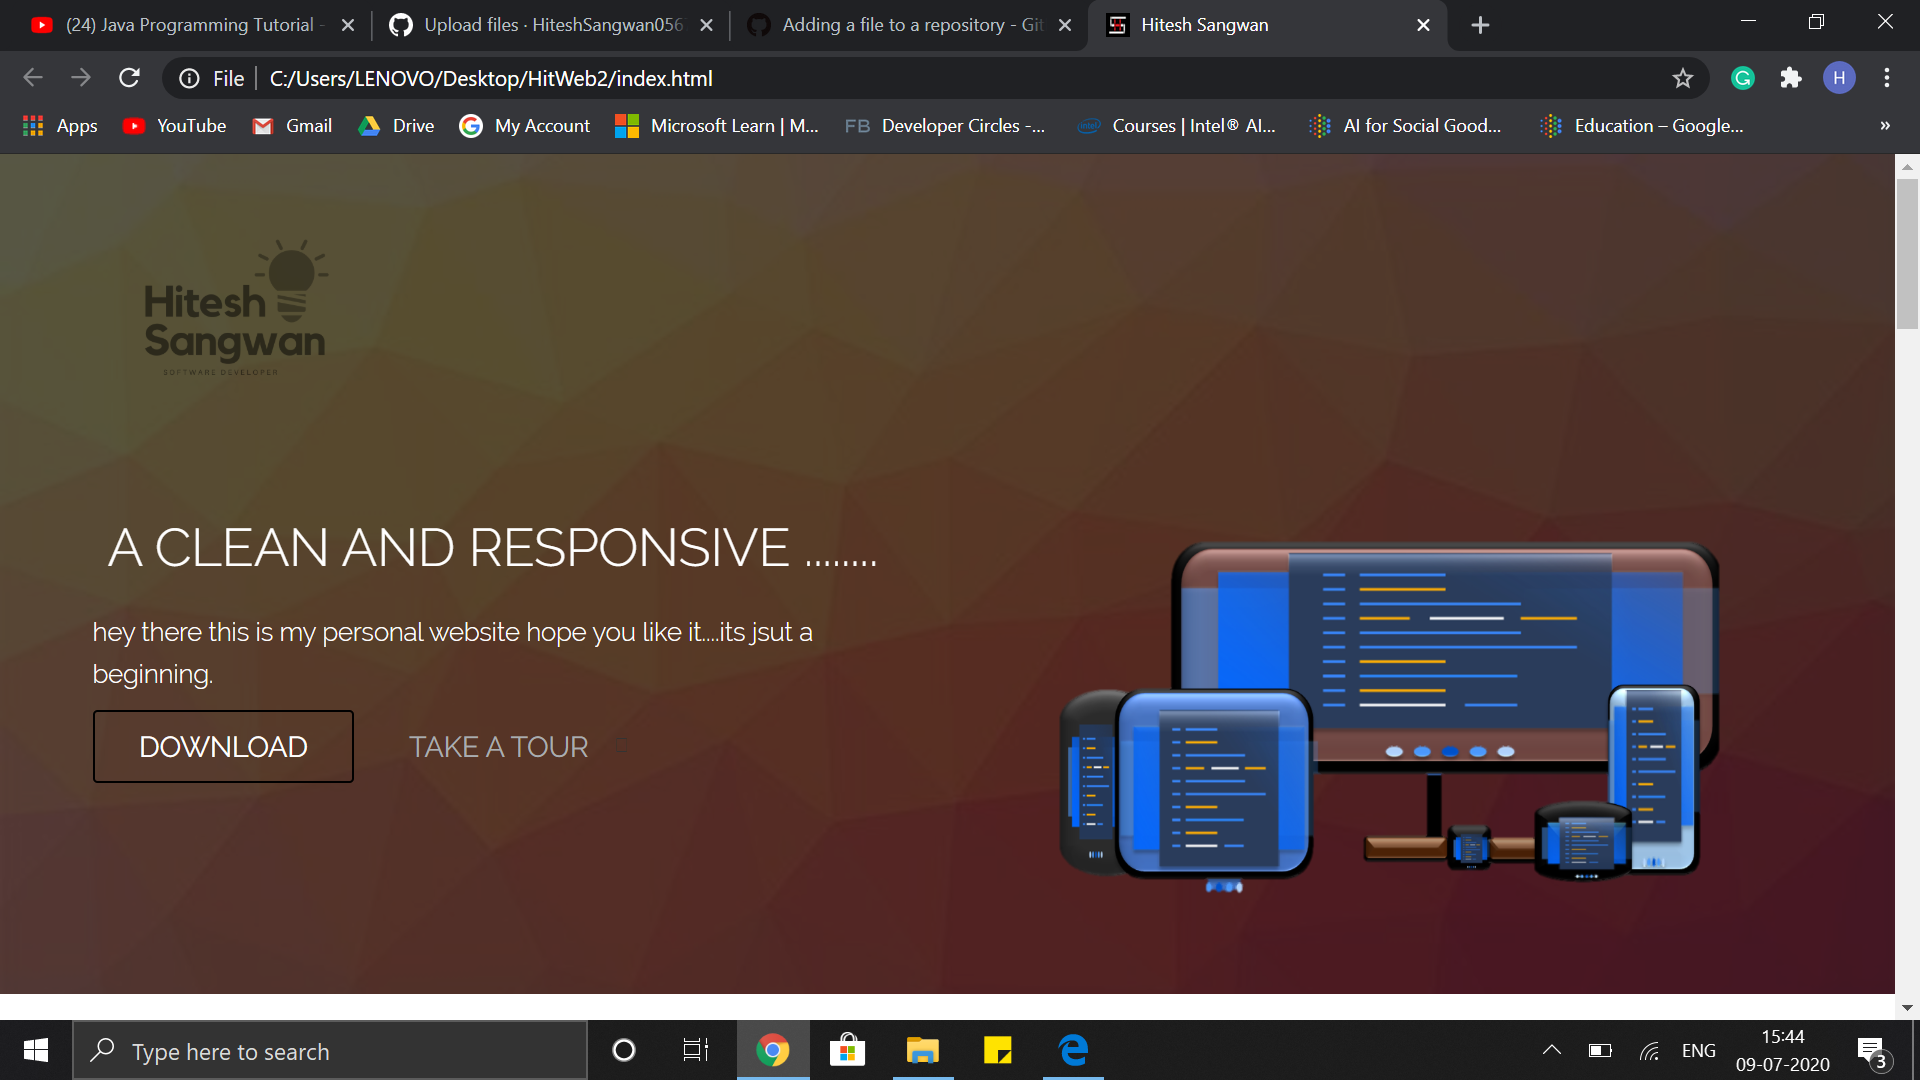 (24) Java Programming Tutorial -
Upload files · HiteshSangwan056
Adding a file to a repository - Git
Hitesh Sangwan
File
C:/Users/LENOVO/Desktop/HitWeb2/index.html
H
Apps
YouTube
Gmail
Drive
My Account
Microsoft Learn | M...
FB
Developer Circles -...
Courses | Intel® AI...
AI for Social Good...
Education – Google...
»
Hitesh
Sangwan
SOFTWARE DEVELOPER
A CLEAN AND RESPONSIVE ........
hey there this is my personal website hope you like it....its jsut a
beginning.
DOWNLOAD
TAKE A TOUR
Type here to search
ENG
15:44
09-07-2020
3